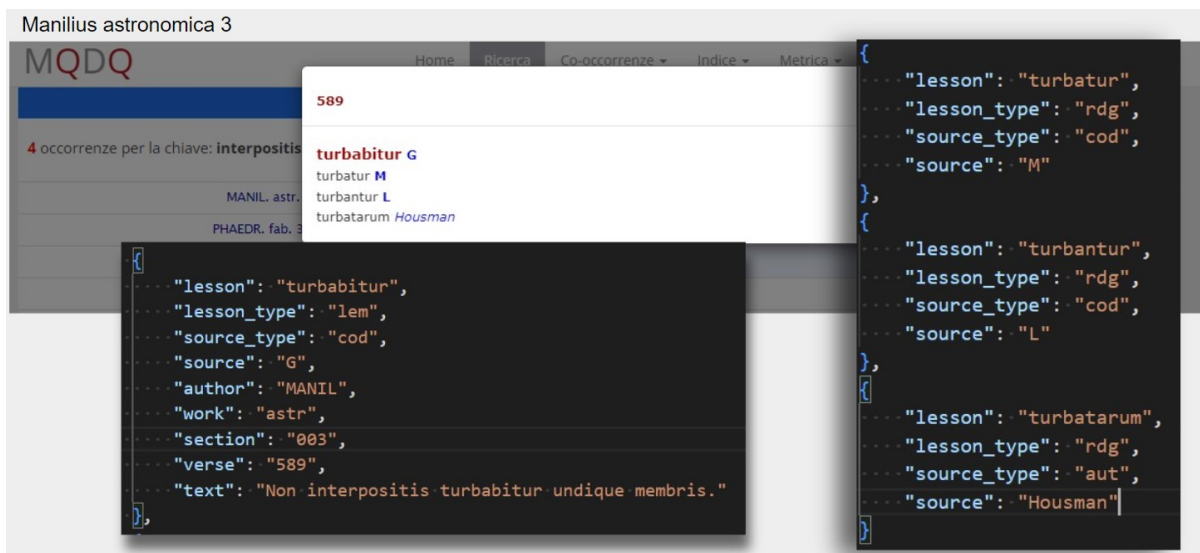 Manilius astronomica 3
MQDQ
Home Ricerca Co-occorrenze Indice Metrica
589
turbabitur G
turbatur M
turbantur L
turbatarum Housman
4 occorrenze per la chiave: interpositis
MANIL. astr.
PHAEDR. fab. 3
{
"lesson": "turbabitur",
"lesson_type": "lem",
"source_type": "cod",
"source": "G",
"author": "MANIL",
"work": "astr",
"section": "003",
"verse": "589",
"text": "Non interpositis turbabitur undique membris."
},
{
"lesson": "turbatur",
"lesson_type": "rdg",
"source_type": "cod",
"source": "M"
},
{
"lesson": "turbantur",
"lesson_type": "rdg",
"source_type": "cod",
"source": "L"
},
{
"lesson": "turbatarum",
"lesson_type": "rdg",
"source_type": "aut",
"source": "Housman"
}